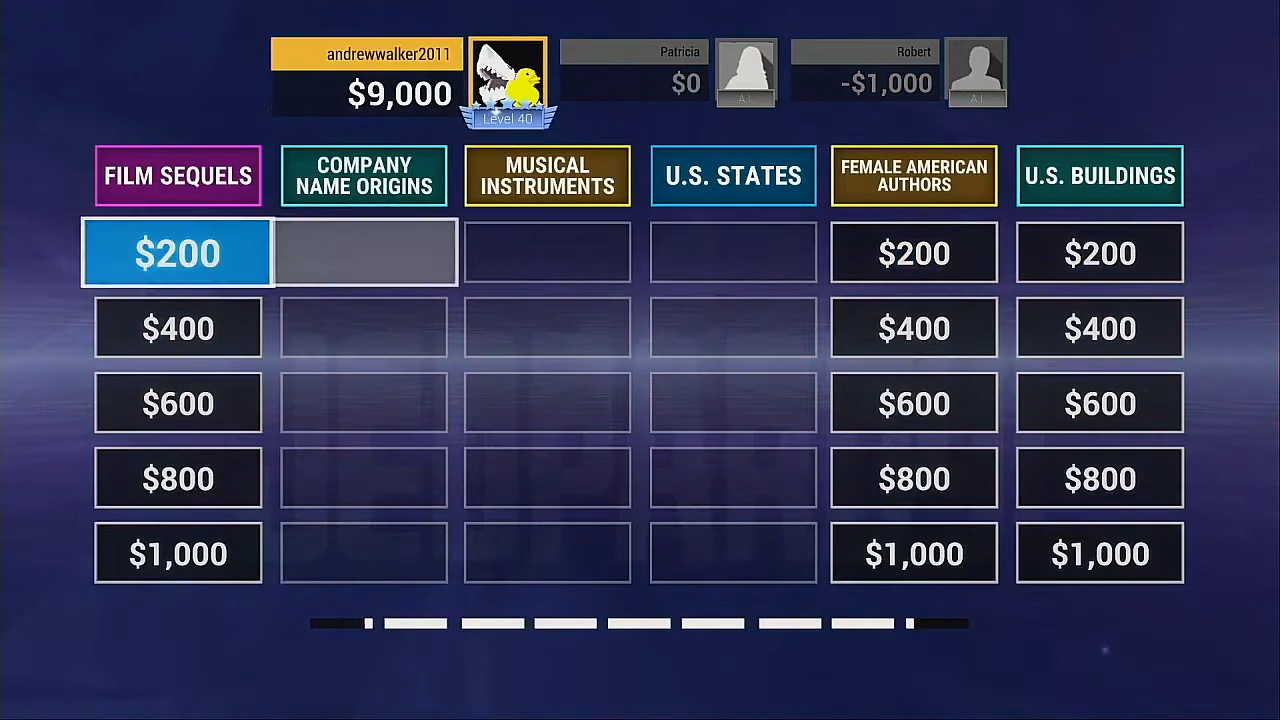 andrewwalker2011
$9,000
Level 40
Patricia
$0
A.I.
Robert
-$1,000
A.I.
FILM SEQUELS
COMPANY
NAME ORIGINS
MUSICAL
INSTRUMENTS
U.S. STATES
FEMALE AMERICAN
AUTHORS
U.S. BUILDINGS
$200
$200
$200
$400
$400
$400
$600
$600
$600
$800
$800
$800
$1,000
$1,000
$1,000